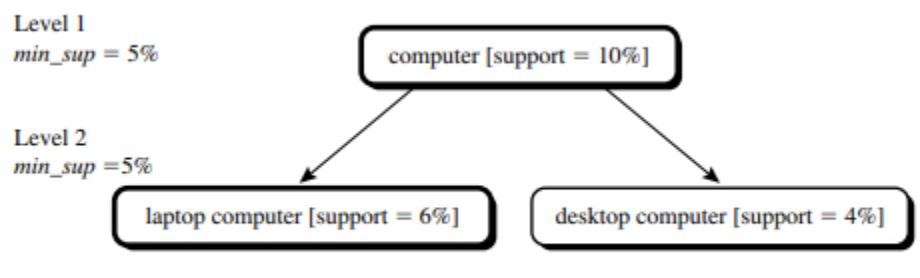 Level 1
min_sup = 5%
computer [support = 10%]
Level 2
min_sup =5%
laptop computer [support = 6%]
desktop computer [support = 4%]